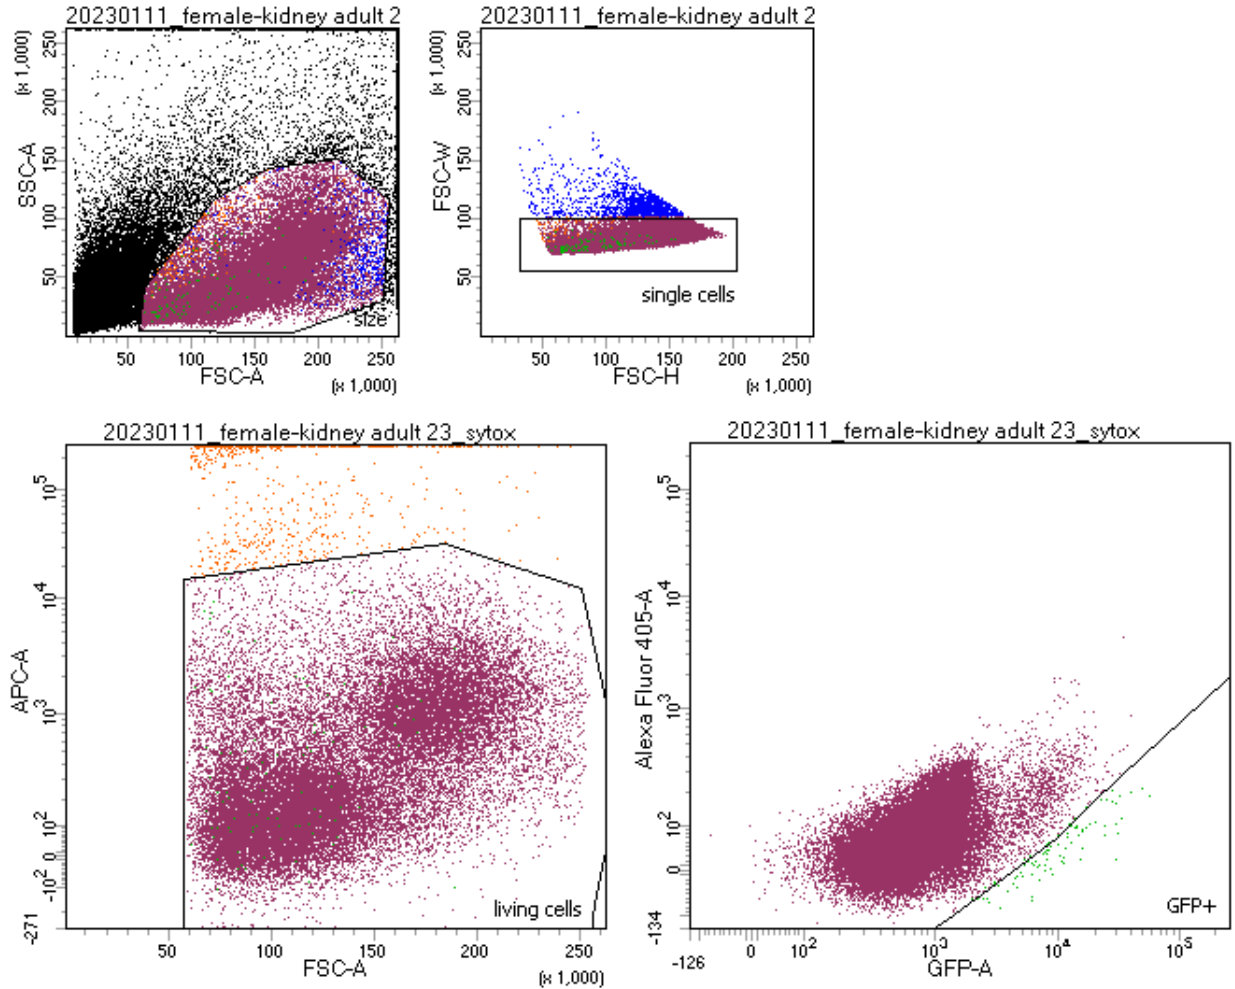 20230111_female-kidney adult 2
(x 1,000)
SSC-A
250
200
150
100
50
size
50 100 150 200 250
FSC-A
(x 1,000)
20230111_female-kidney adult 2
(x 1,000)
FSC-W
250
200
150
100
50
single cells
50 100 150 200 250
FSC-H
(x 1,000)
20230111_female-kidney adult 23_sytox
APC-A
10^5
10^4
10^3
10^2
0
-10^2
-271
living cells
50 100 150 200 250
FSC-A
(x 1,000)
20230111_female-kidney adult 23_sytox
Alexa Fluor 405-A
10^5
10^4
10^3
10^2
0
-134
GFP+
-126 0 10^2 10^3 10^4 10^5
GFP-A